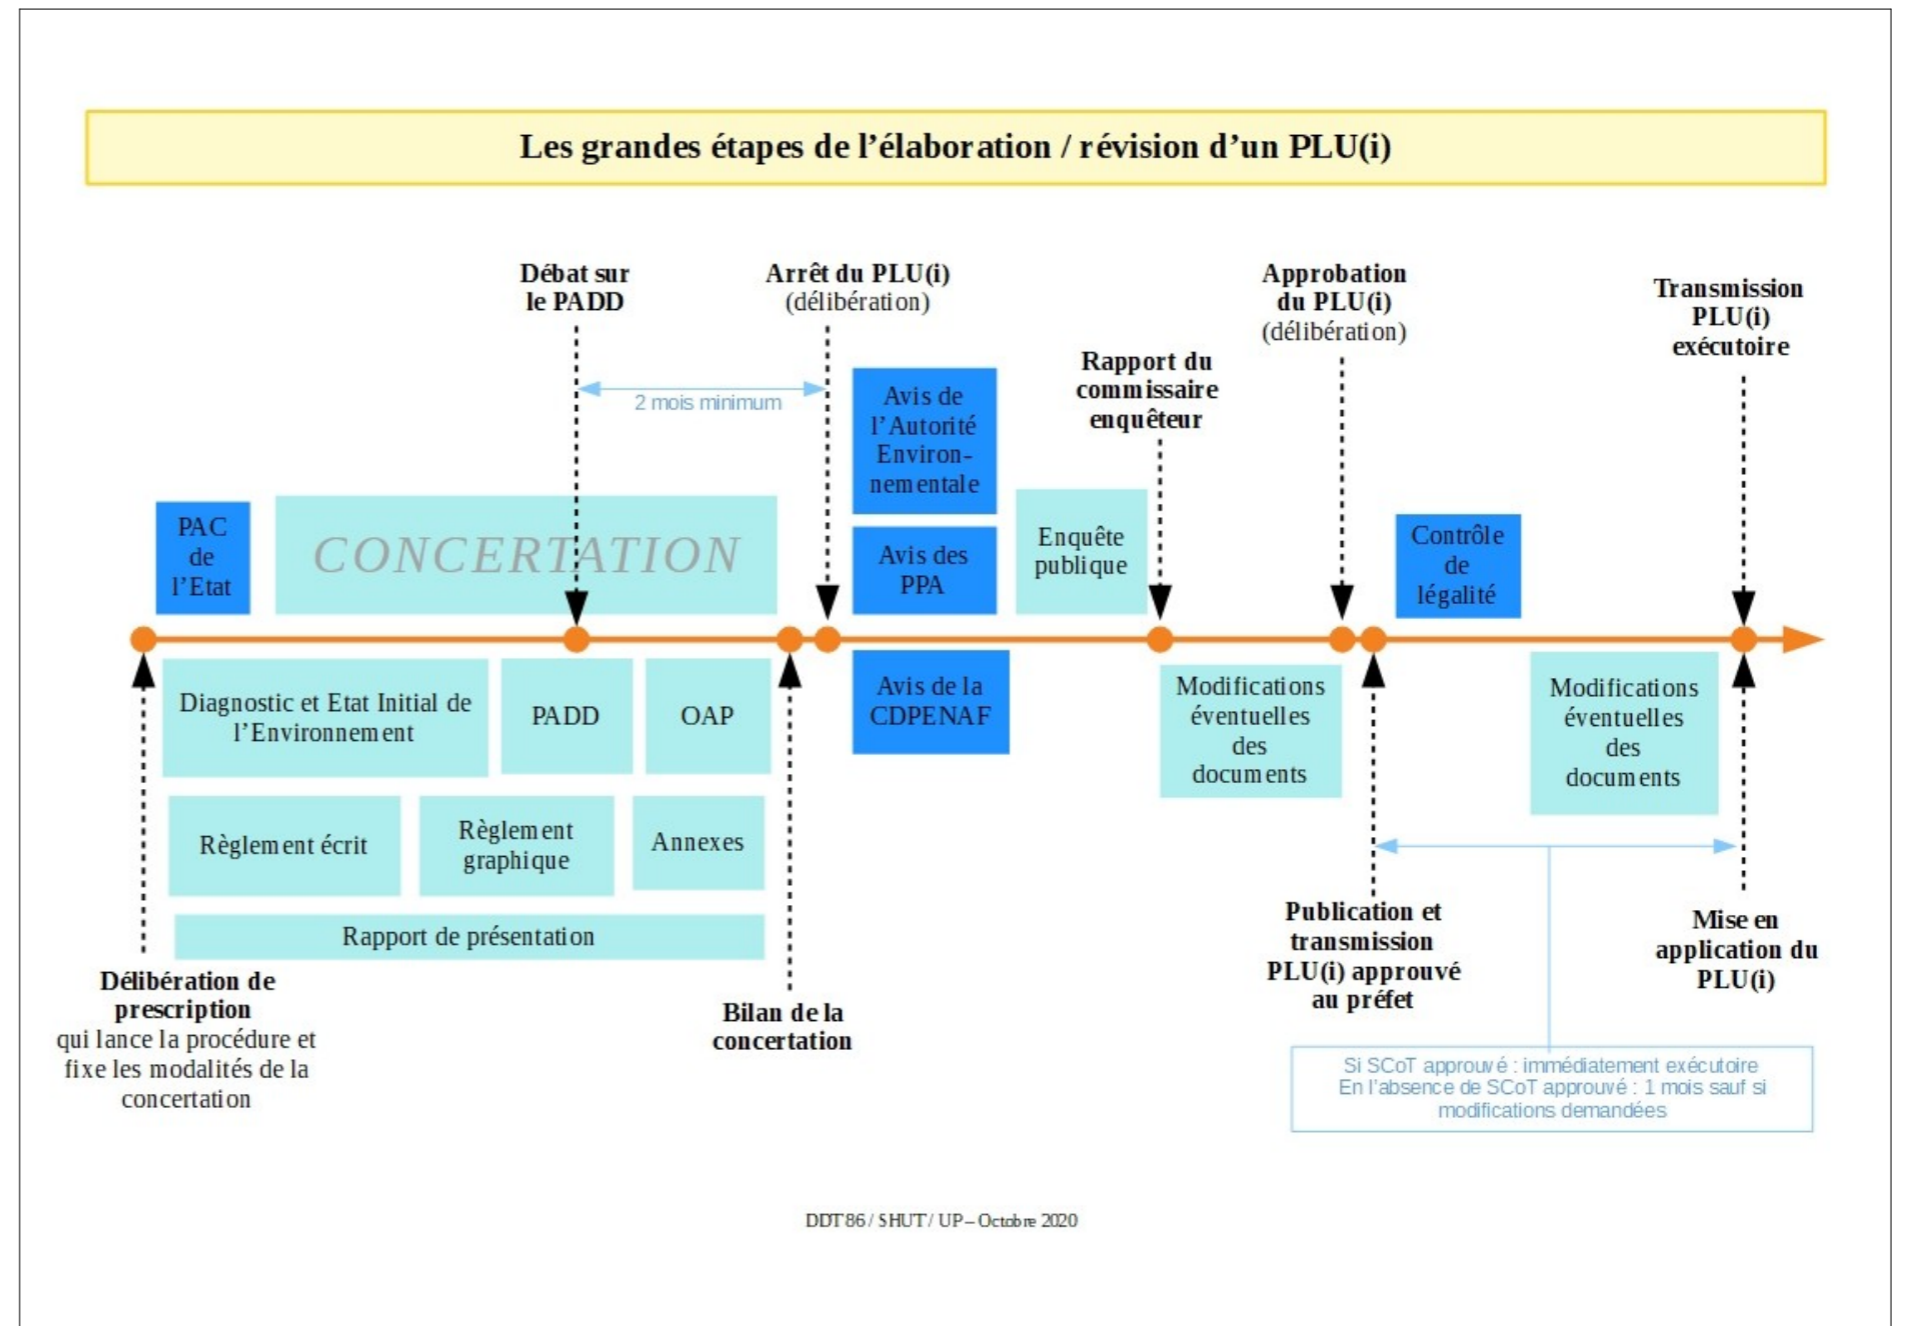 Les grandes étapes de l’élaboration / révision d’un PLU(i)
Débat sur
le PADD
Arrêt du PLU(i)
(délibération)
Approbation
du PLU(i)
(délibération)
Transmission
PLU(i)
exécutoire
Rapport du
commissaire
enquêteur
2 mois minimum
Avis de
l’Autorité
Environ-
nementale
PAC
de
l’Etat
CONCERTATION
Avis des
PPA
Enquête
publique
Contrôle
de
légalité
Diagnostic et Etat Initial de
l’Environnement
PADD
OAP
Avis de la
CDPENAF
Modifications
éventuelles
des
documents
Modifications
éventuelles
des
documents
Règlement écrit
Règlement
graphique
Annexes
Rapport de présentation
Délibération de
prescription
qui lance la procédure et
fixe les modalités de la
concertation
Bilan de la
concertation
Publication et
transmission
PLU(i) approuvé
au préfet
Mise en
application du
PLU(i)
Si SCoT approuvé : immédiatement exécutoire
En l’absence de SCoT approuvé : 1 mois sauf si
modifications demandées
DDT 86 / SHUT / UP – Octobre 2020